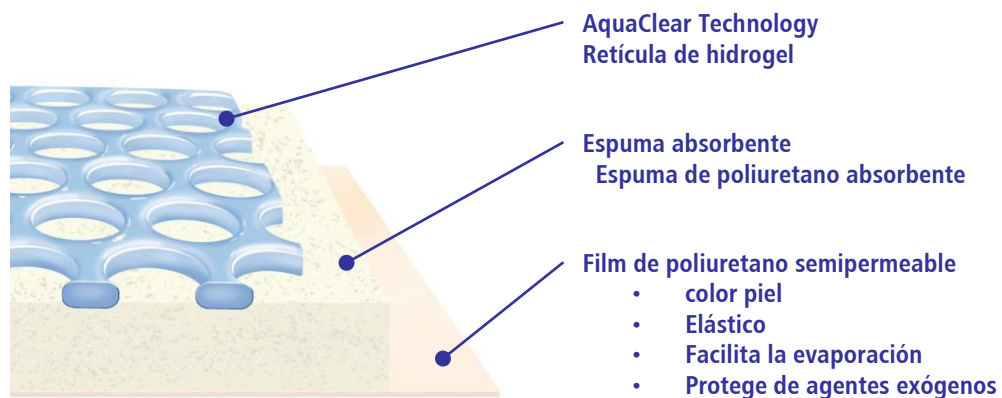 AquaClear Technology
Retícula de hidrogel
Espuma absorbente
Espuma de poliuretano absorbente
Film de poliuretano semipermeable
• color piel
• Elástico
• Facilita la evaporación
• Protege de agentes exógenos